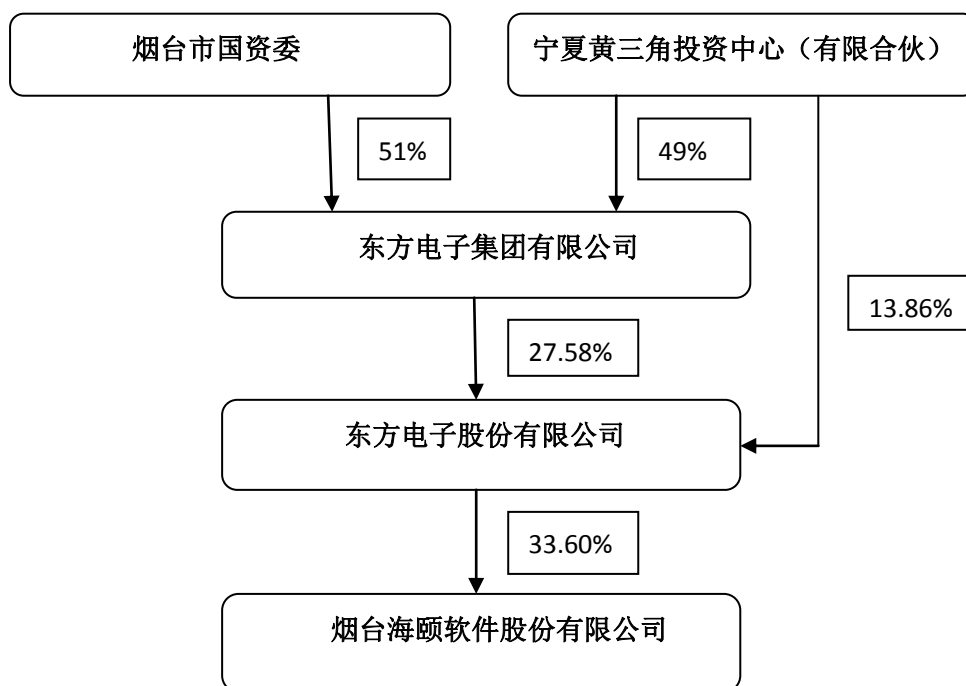 烟台市国资委
宁夏黄三角投资中心（有限合伙）
51%
49%
东方电子集团有限公司
13.86%
27.58%
东方电子股份有限公司
33.60%
烟台海颐软件股份有限公司